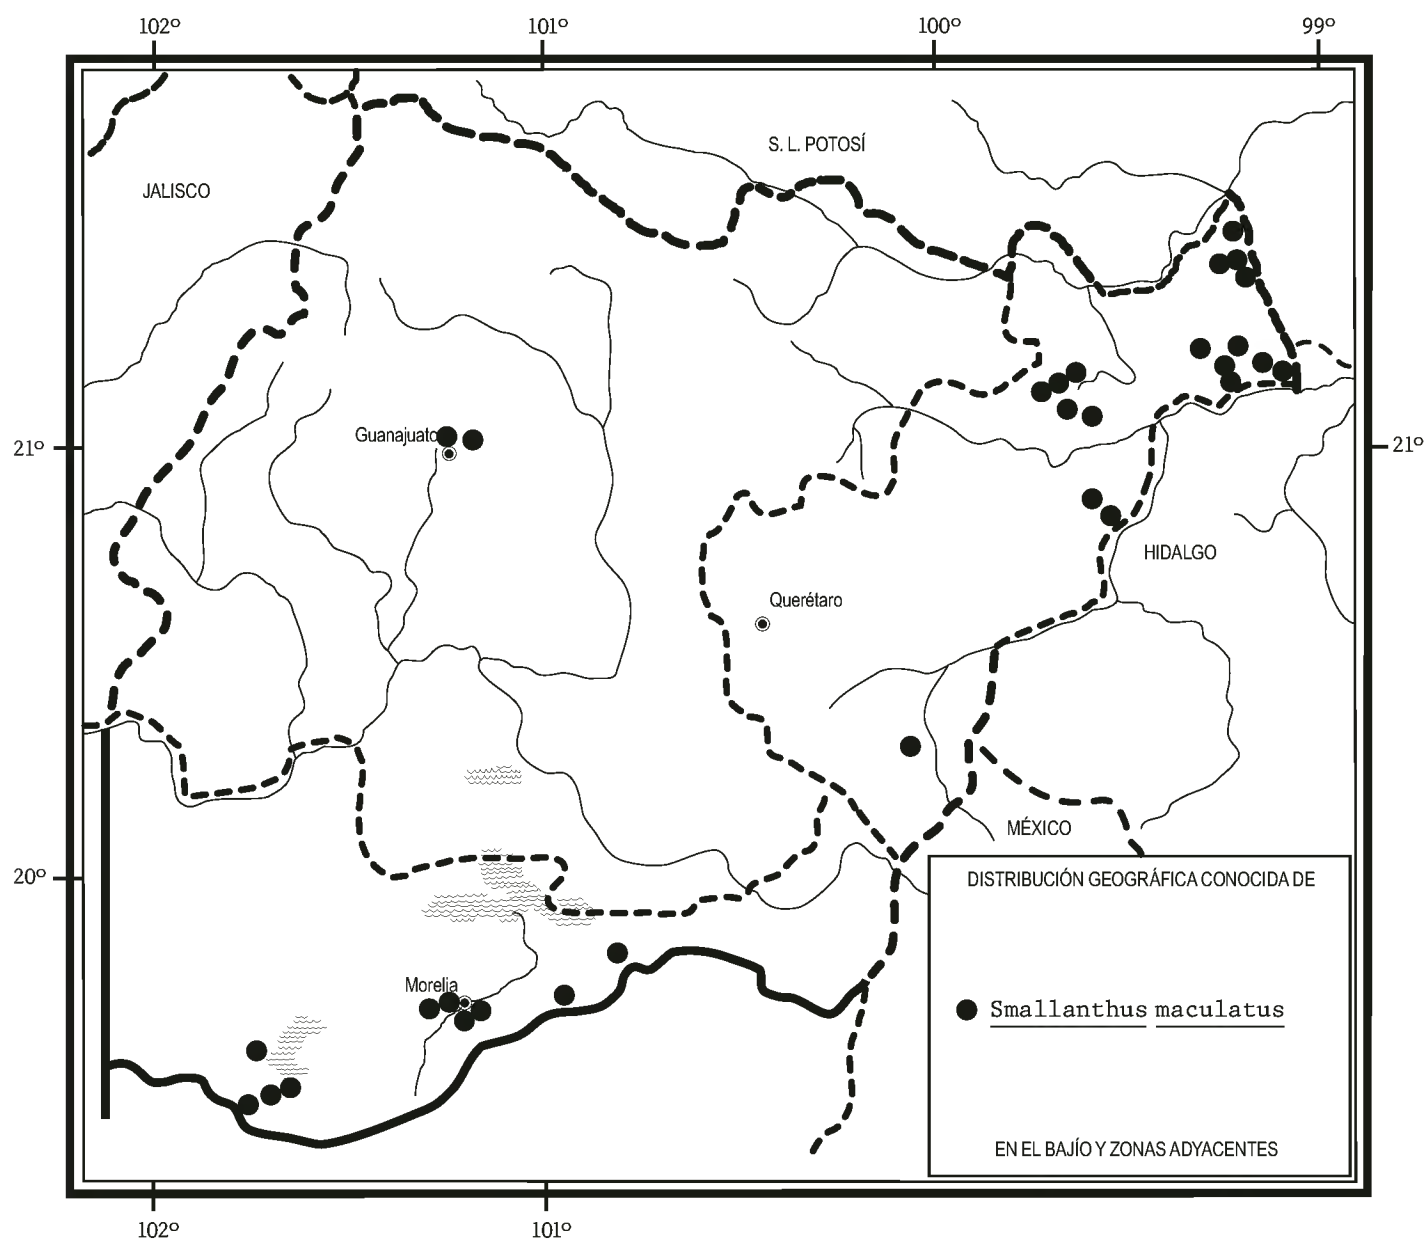 102º 101º 100º 99º
S. L. POTOSÍ
JALISCO
Guanajuato
21º 21º
HIDALGO
Querétaro
MÉXICO
20º
DISTRIBUCIÓN GEOGRÁFICA CONOCIDA DE
Morelia
Smallanthus maculatus
EN EL BAJÍO Y ZONAS ADYACENTES
102º 101º